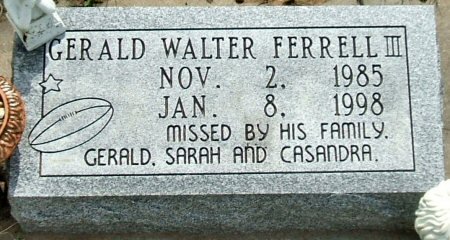 GERALD WALTER FERRELL III
NOV. 2, 1985
JAN. 8, 1998
MISSED BY HIS FAMILY,
GERALD, SARAH AND CASANDRA.